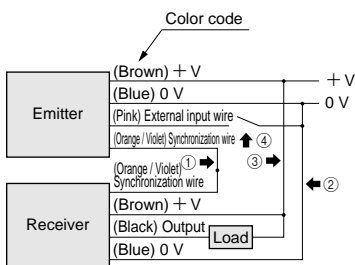 Color code
(Brown) + V
+ V
(Blue) 0 V
0 V
Emitter
(Pink) External input wire
(Orange / Violet) Synchronization wire
④
(Orange / Violet)
①
③
Synchronization wire
②
(Brown) + V
Receiver
(Black) Output
Load
(Blue) 0 V